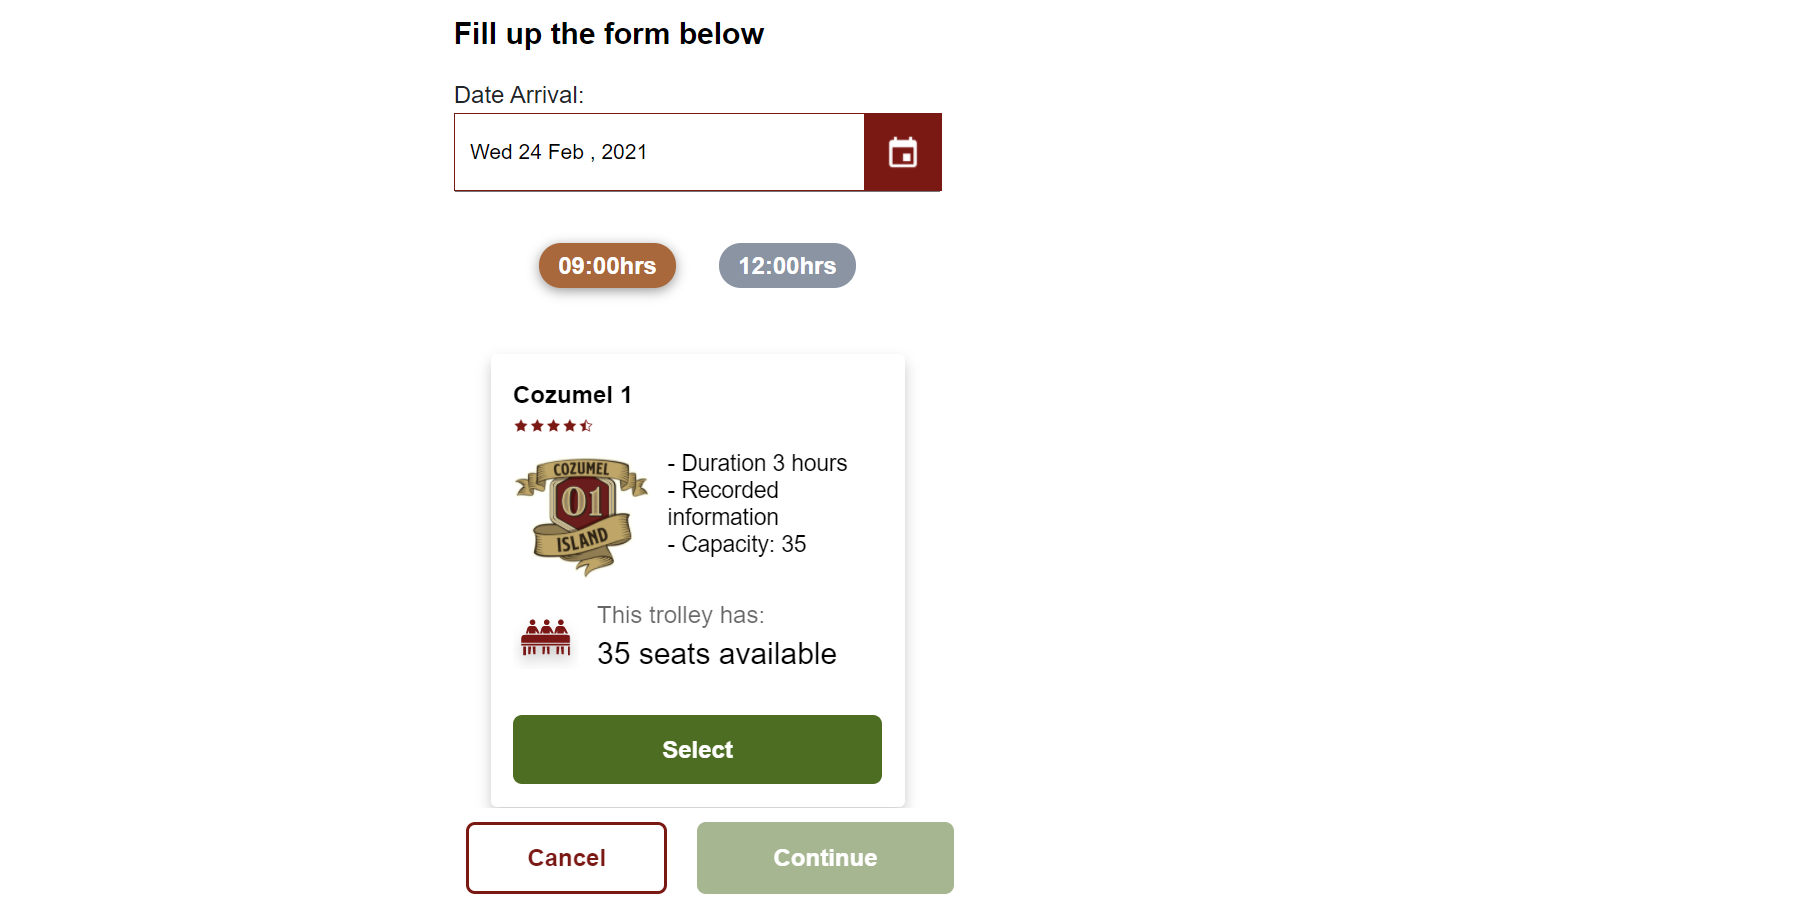 Fill up the form below
Date Arrival:
Wed 24 Feb , 2021
09:00hrs
12:00hrs
Cozumel 1
COZUMEL
01
ISLAND
- Duration 3 hours
- Recorded
information
- Capacity: 35
This trolley has:
35 seats available
Select
Cancel
Continue